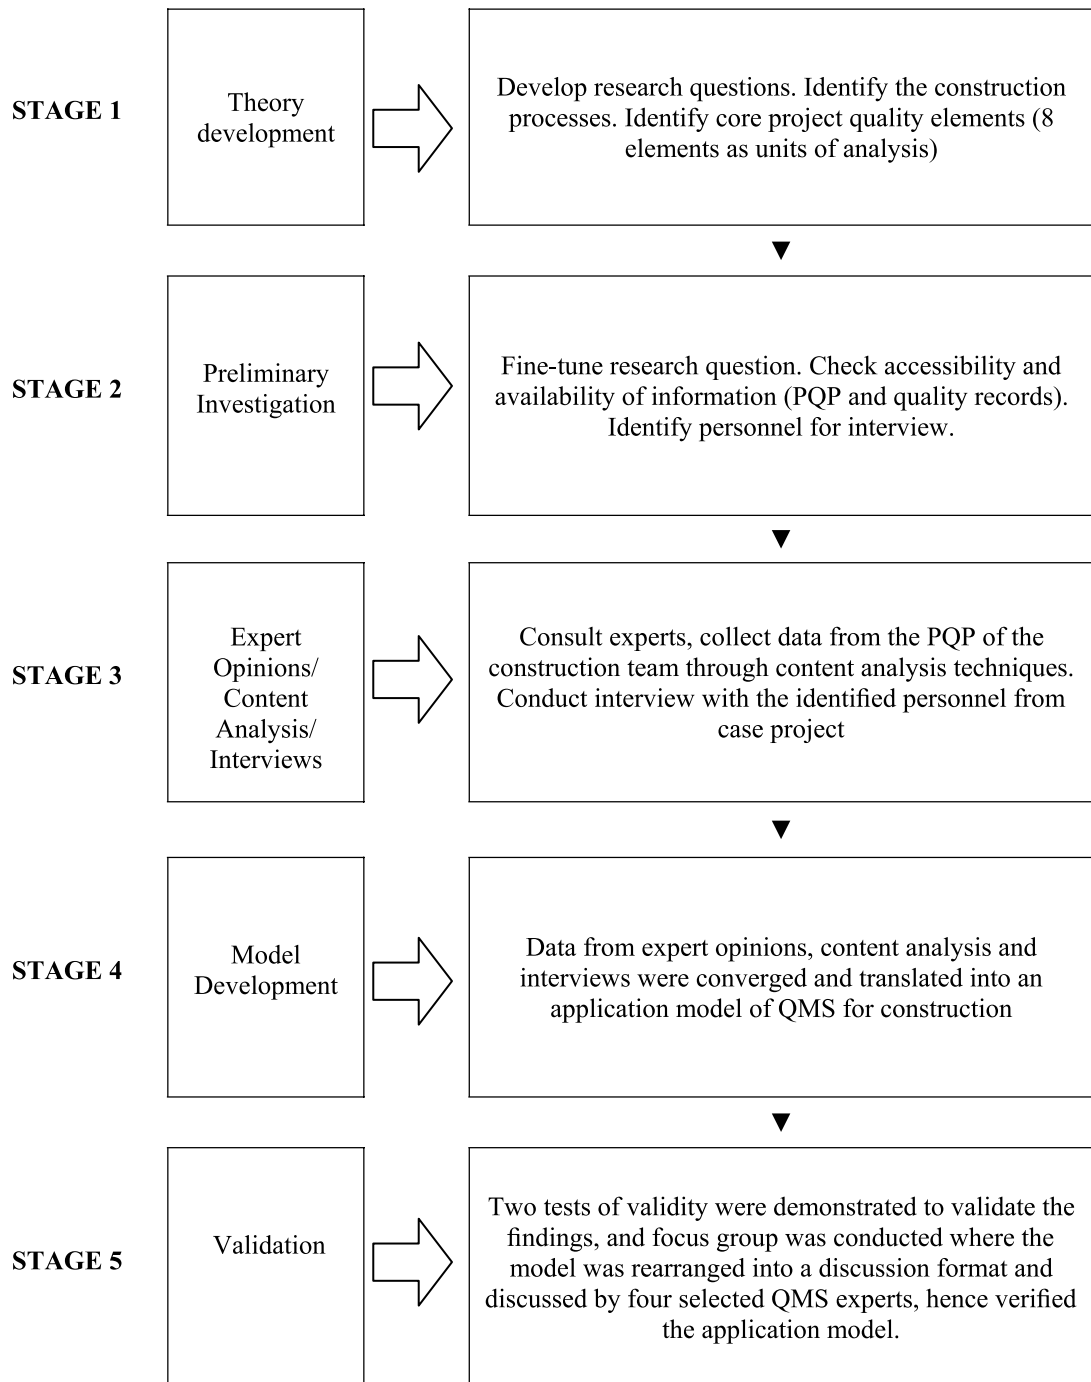 STAGE 1
Theory
development
Develop research questions. Identify the construction
processes. Identify core project quality elements (8
elements as units of analysis)
STAGE 2
Preliminary
Investigation
Fine-tune research question. Check accessibility and
availability of information (PQP and quality records).
Identify personnel for interview.
STAGE 3
Expert
Opinions/
Content
Analysis/
Interviews
Consult experts, collect data from the PQP of the
construction team through content analysis techniques.
Conduct interview with the identified personnel from
case project
STAGE 4
Model
Development
Data from expert opinions, content analysis and
interviews were converged and translated into an
application model of QMS for construction
STAGE 5
Validation
Two tests of validity were demonstrated to validate the
findings, and focus group was conducted where the
model was rearranged into a discussion format and
discussed by four selected QMS experts, hence verified
the application model.